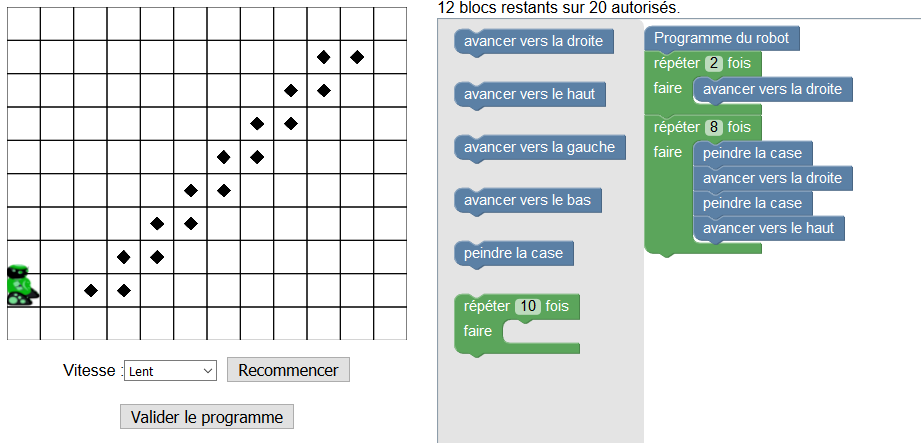 12 blocs restants sur 20 autorisés.
avancer vers la droite
avancer vers le haut
avancer vers la gauche
avancer vers le bas
peindre la case
répéter 10 fois
faire
Programme du robot
répéter 2 fois
faire avancer vers la droite
répéter 8 fois
faire peindre la case
avancer vers la droite
peindre la case
avancer vers le haut
Vitesse : Lent Recommencer
Valider le programme